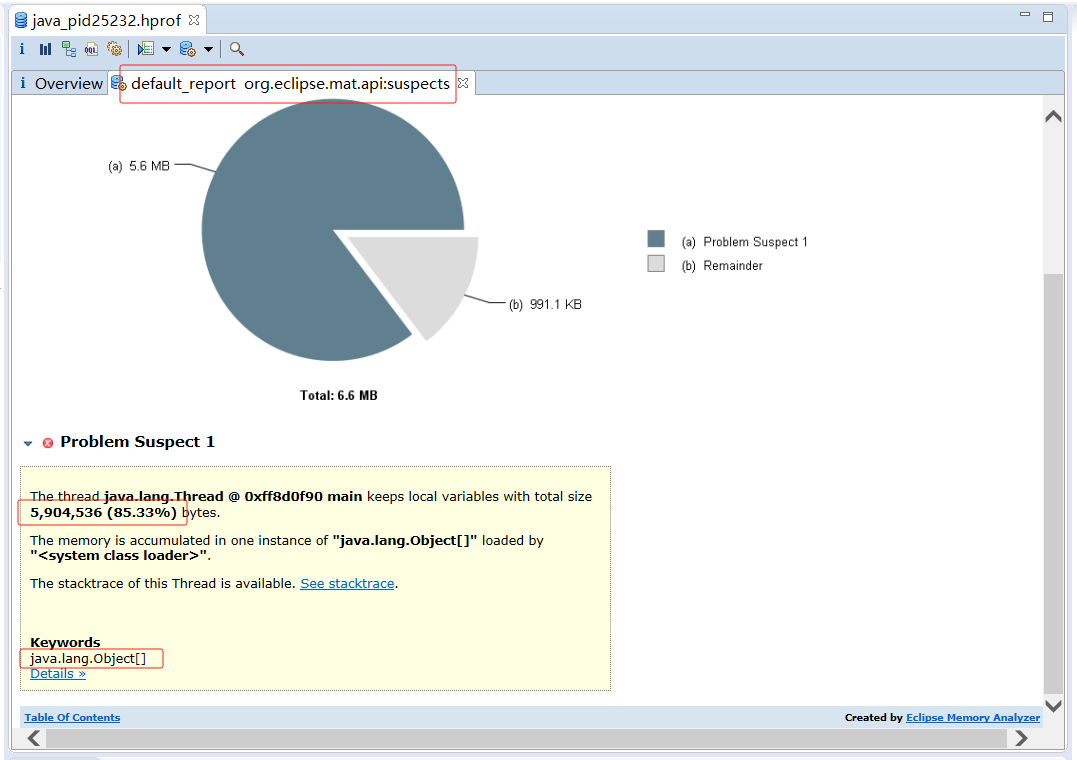 java_pid25232.hprof
OQL
i Overview default_report org.eclipse.mat.api:suspects
(a) 5.6 MB
(a) Problem Suspect 1
(b) Remainder
(b) 991.1 KB
Total: 6.6 MB
Problem Suspect 1
The thread java.lang.Thread @ 0xff8d0f90 main keeps local variables with total size
5,904,536 (85.33%) bytes.
The memory is accumulated in one instance of "java.lang.Object[]" loaded by
"<system class loader>".
The stacktrace of this Thread is available. See stacktrace.
Keywords
java.lang.Object[]
Details »
Table Of Contents
Created by Eclipse Memory Analyzer